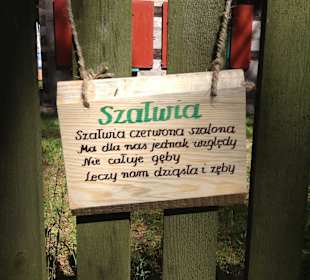 Szałwia
Szałwia czerwona szalona
Ma dla nas jednak względy
Nie całuje gęby
Leczy nam dziąsła i zęby